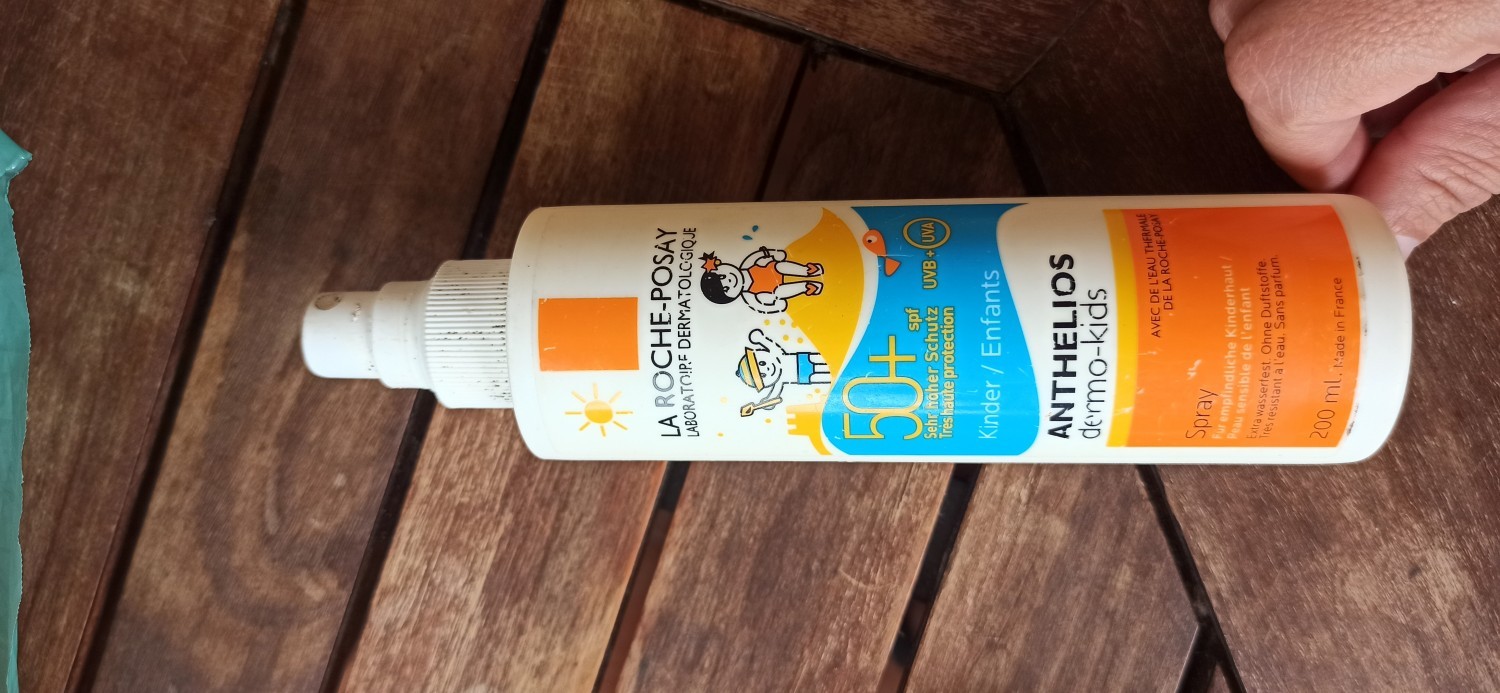 LA ROCHE-POSAY
LABORATOIRE DERMATOLOGIQUE
50+
spf
UVB + UVA
Sehr hoher Schutz
Très haute protection
Kinder / Enfants
ANTHELIOS
dermo-kids
AVEC DE L'EAU THERMALE
DE LA ROCHE-POSAY
Spray
Für empfindliche Kinderhaut /
Peau sensible de l'enfant
Extra wasserfest. Ohne Duftstoffe.
Très résistant à l'eau. Sans parfum.
200 ml. Made in France